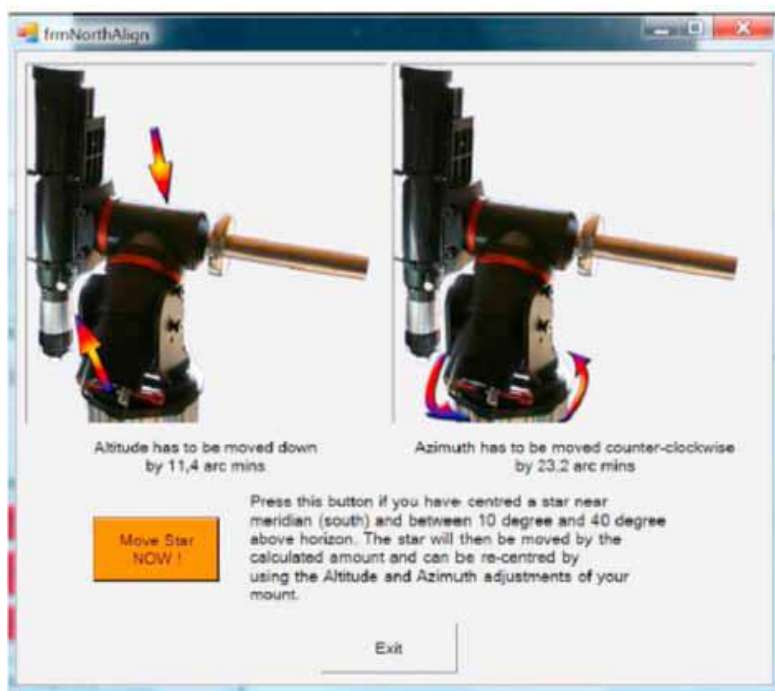 frmNorthAlign
Altitude has to be moved down
by 11,4 arc mins
Azimuth has to be moved counter-clockwise
by 23,2 arc mins
Move Star
NOW !
Press this button if you have centred a star near
meridian (south) and between 10 degree and 40 degree
above horizon. The star will then be moved by the
calculated amount and can be re-centred by
using the Altitude and Azimuth adjustments of your
mount.
Exit